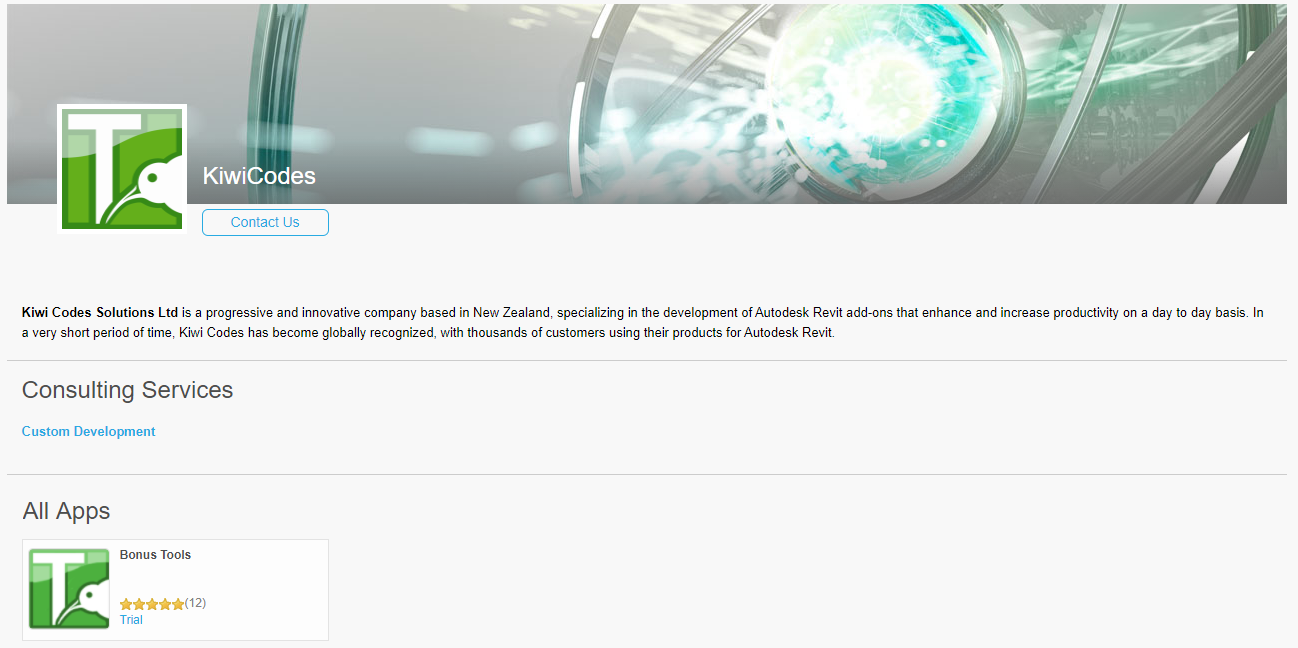 KiwiCodes
Contact Us
Kiwi Codes Solutions Ltd is a progressive and innovative company based in New Zealand, specializing in the development of Autodesk Revit add-ons that enhance and increase productivity on a day to day basis. In
a very short period of time, Kiwi Codes has become globally recognized, with thousands of customers using their products for Autodesk Revit.
Consulting Services
Custom Development
All Apps
Bonus Tools
(12)
Trial